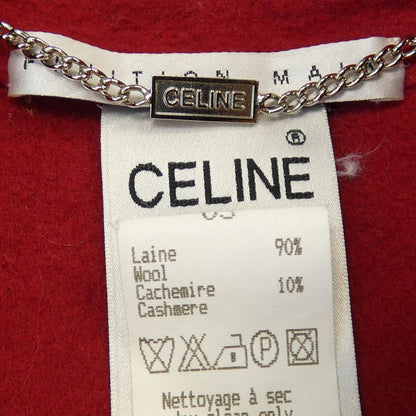 CELINE
®
CELINE
Laine 90%
Wool
Cachemire 10%
Cashmere
P
Nettoyage à sec